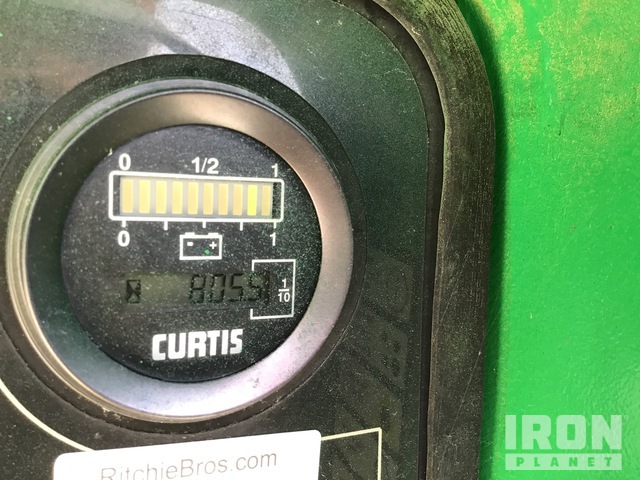 0 1/2 1
0 1
- +
8055 1/10
CURTIS
RitchieBros.com
IRON
PLANET